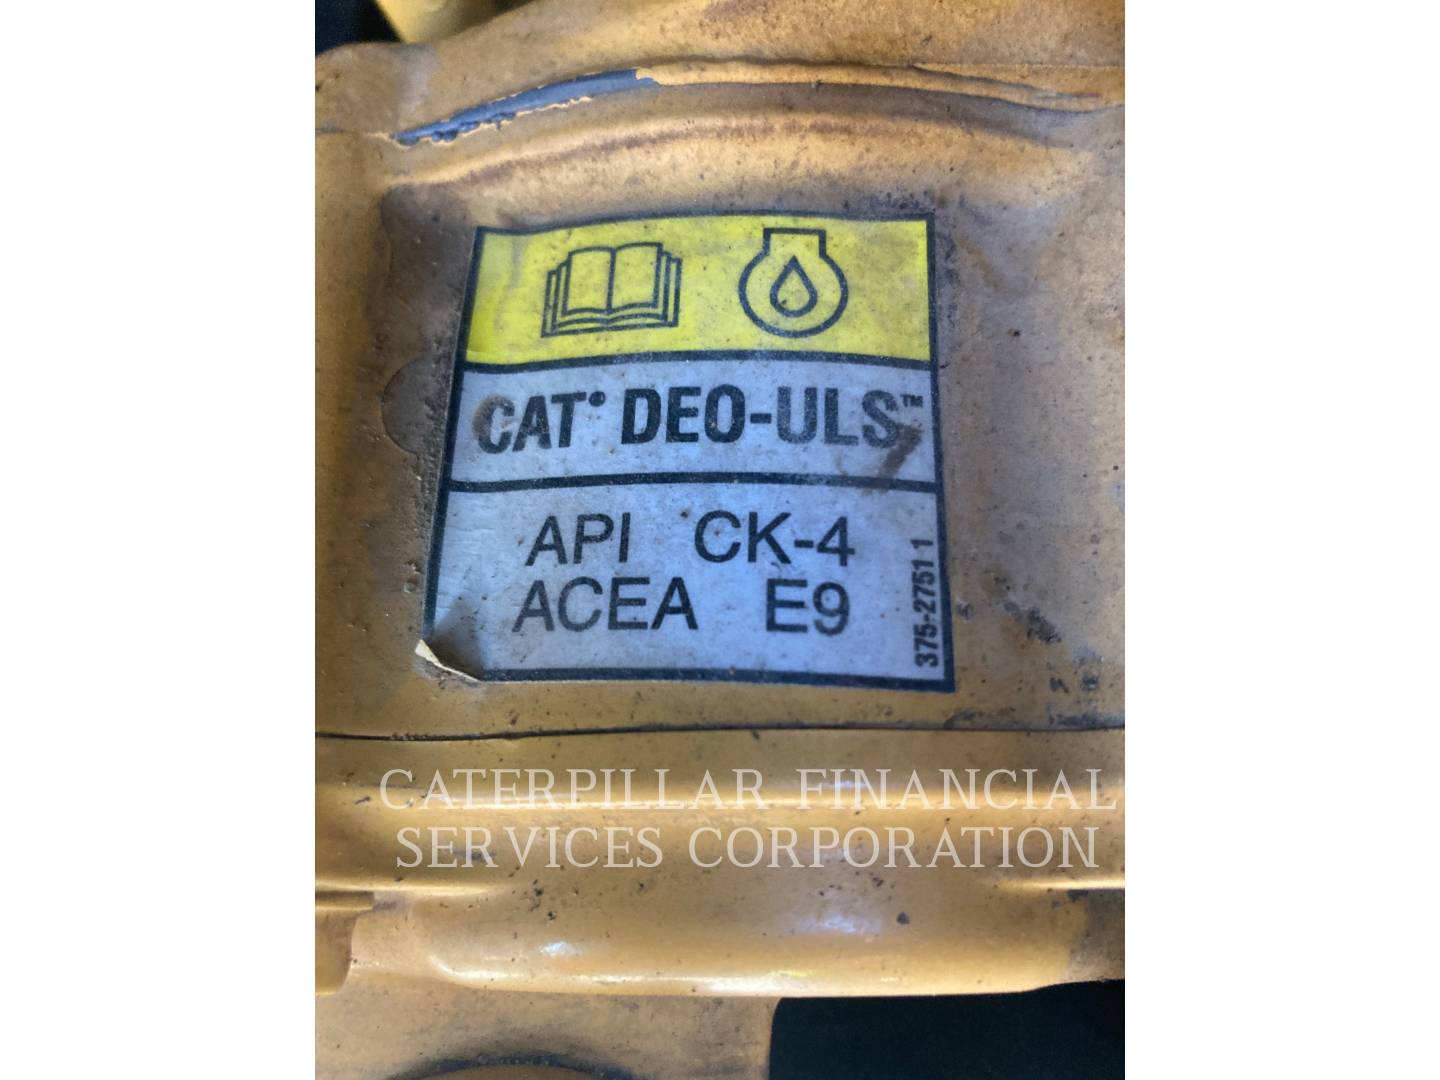 CAT® DEO-ULS™
API CK-4
ACEA E9
375-2751 1
CATERPILLAR FINANCIAL
SERVICES CORPORATION